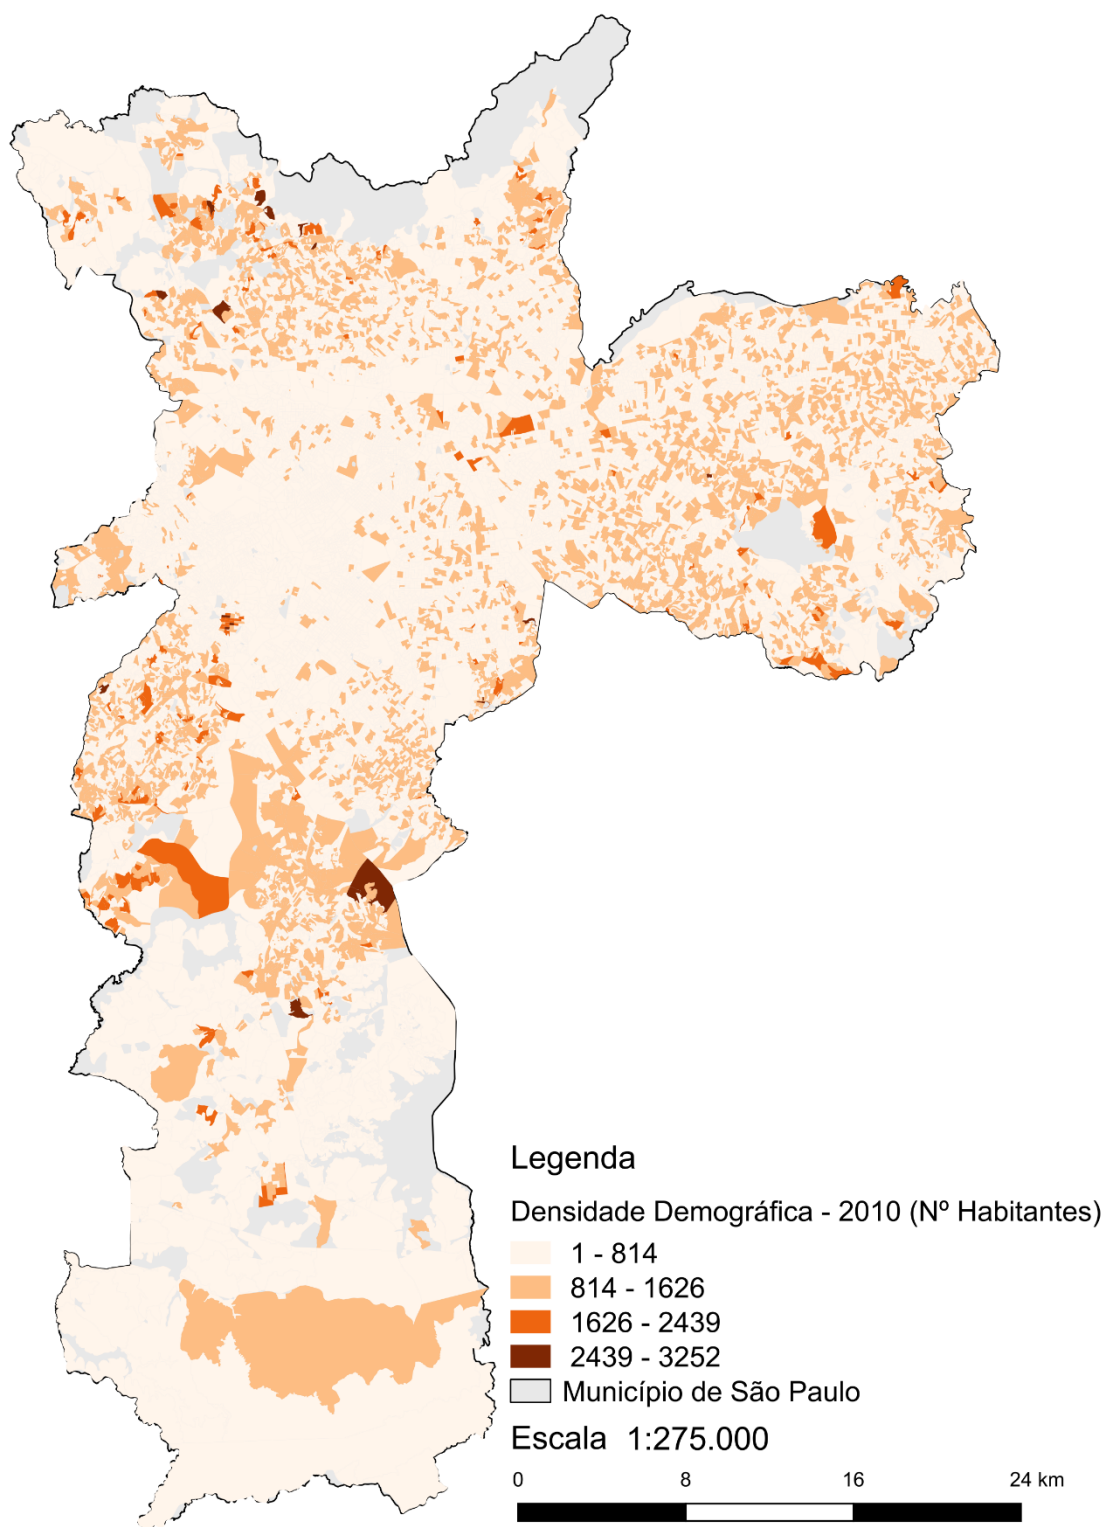 Legenda
Densidade Demográfica - 2010 (Nº Habitantes)
1 - 814
814 - 1626
1626 - 2439
2439 - 3252
Município de São Paulo
Escala 1:275.000
0 8 16 24 km